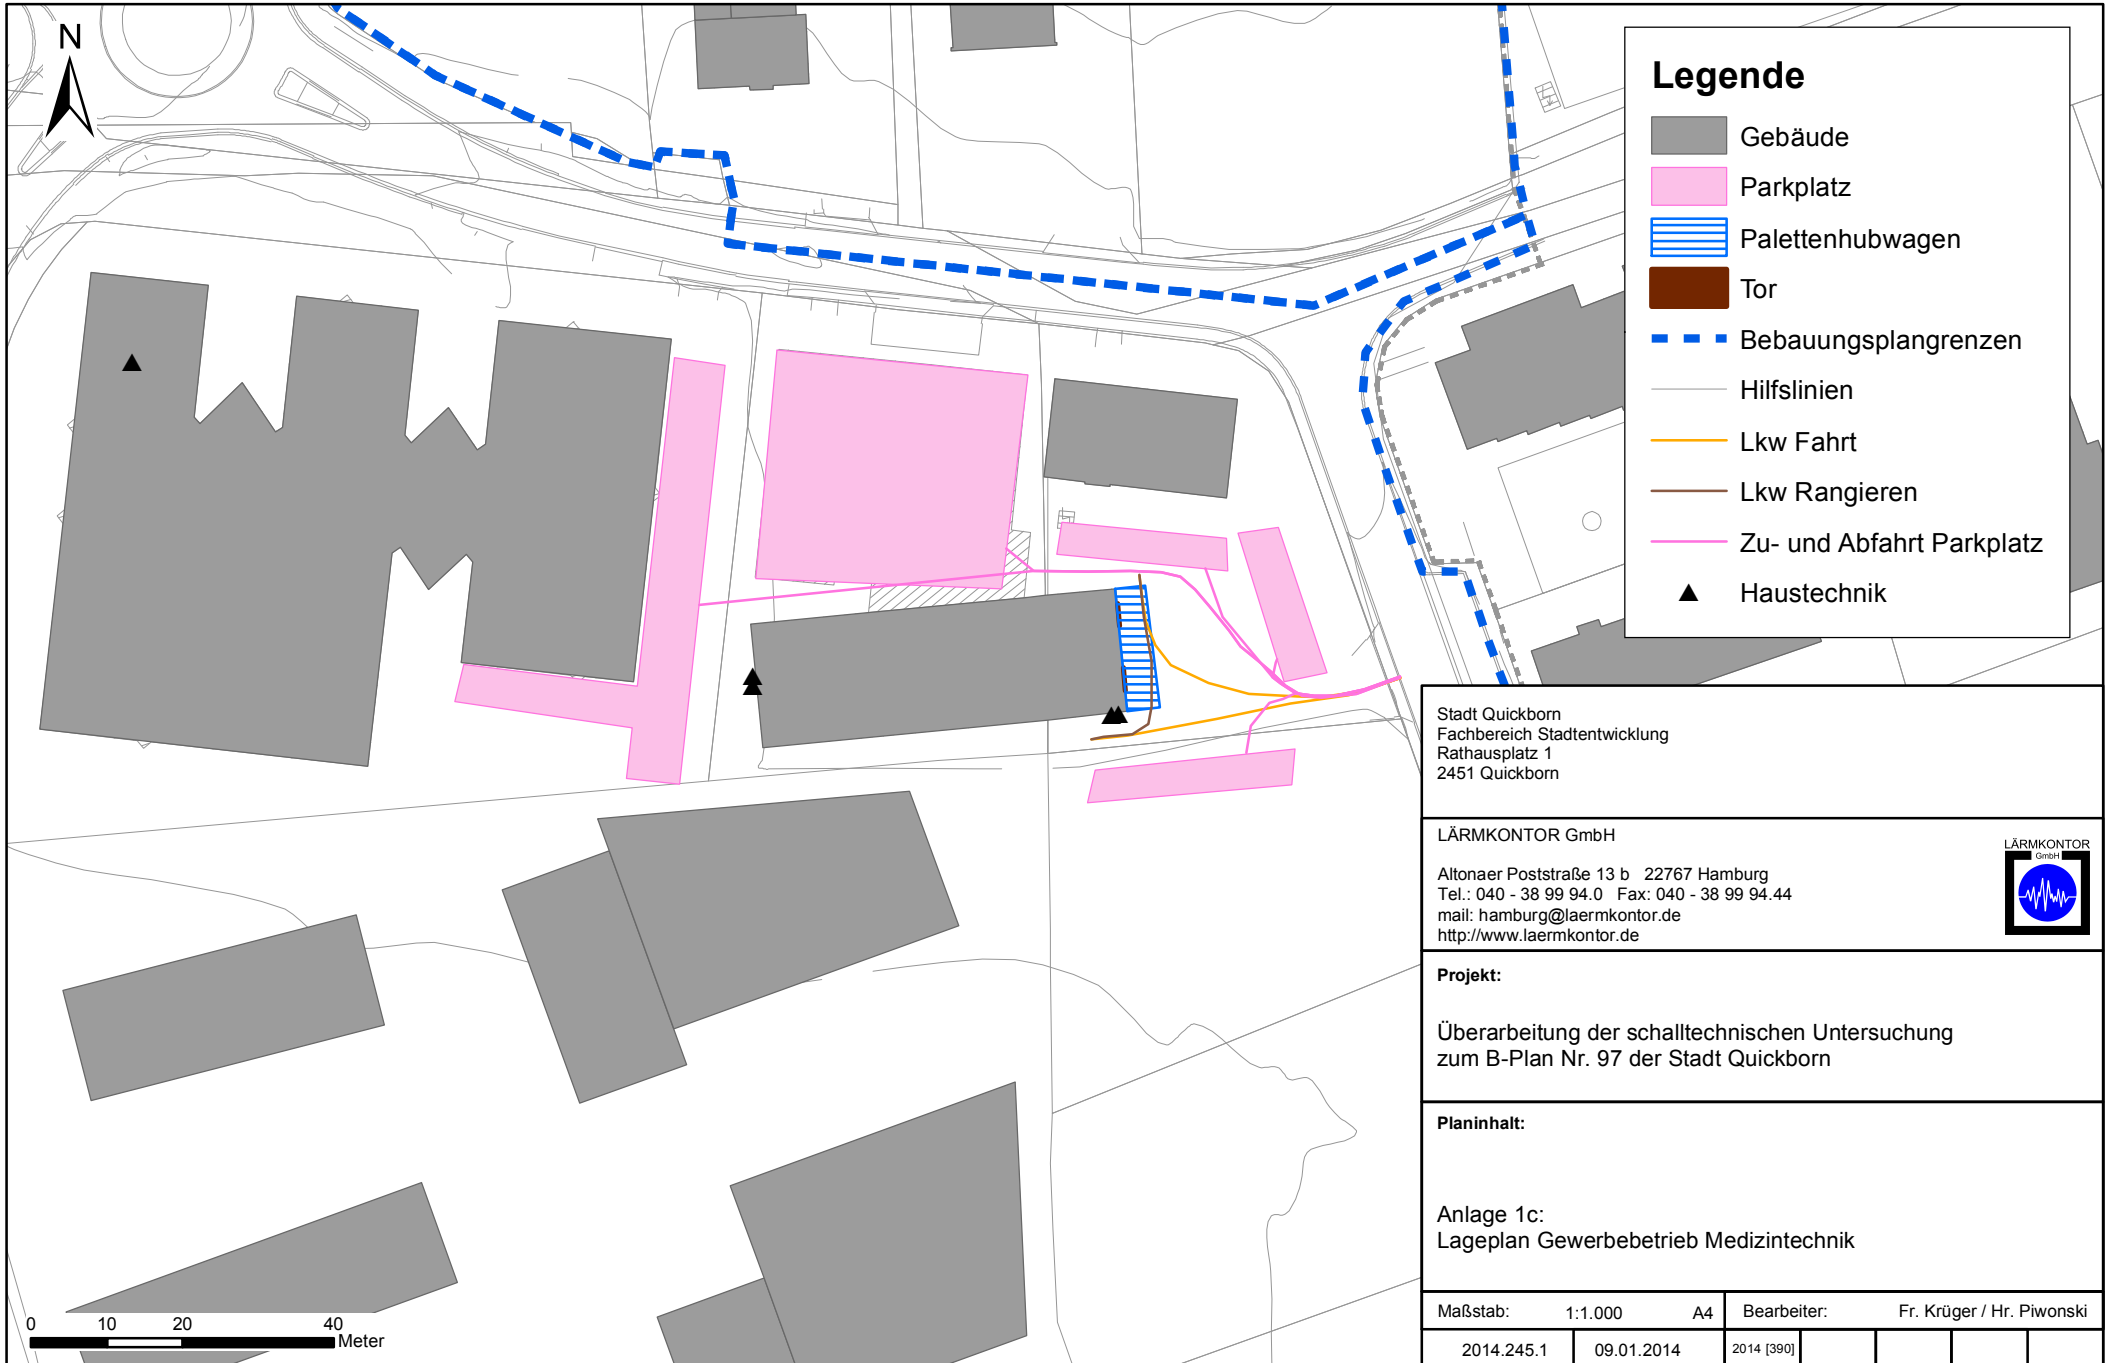 N
Legende
Gebäude
Parkplatz
Palettenhubwagen
Tor
Bebauungsplangrenzen
Hilfslinien
Lkw Fahrt
Lkw Rangieren
Zu- und Abfahrt Parkplatz
Haustechnik
Stadt Quickborn
Fachbereich Stadtentwicklung
Rathausplatz 1
2451 Quickborn
LÄRMKONTOR GmbH
Altonaer Poststraße 13 b 22767 Hamburg
Tel.: 040 - 38 99 94.0 Fax: 040 - 38 99 94.44
mail: hamburg@laermkontor.de
http://www.laermkontor.de
LÄRMKONTOR
GmbH
Projekt:
Überarbeitung der schalltechnischen Untersuchung
zum B-Plan Nr. 97 der Stadt Quickborn
Planinhalt:
Anlage 1c:
Lageplan Gewerbebetrieb Medizintechnik
Maßstab: 1:1.000 A4 Bearbeiter: Fr. Krüger / Hr. Piwonski
2014.245.1 09.01.2014 2014 [390]
0 10 20 40
Meter